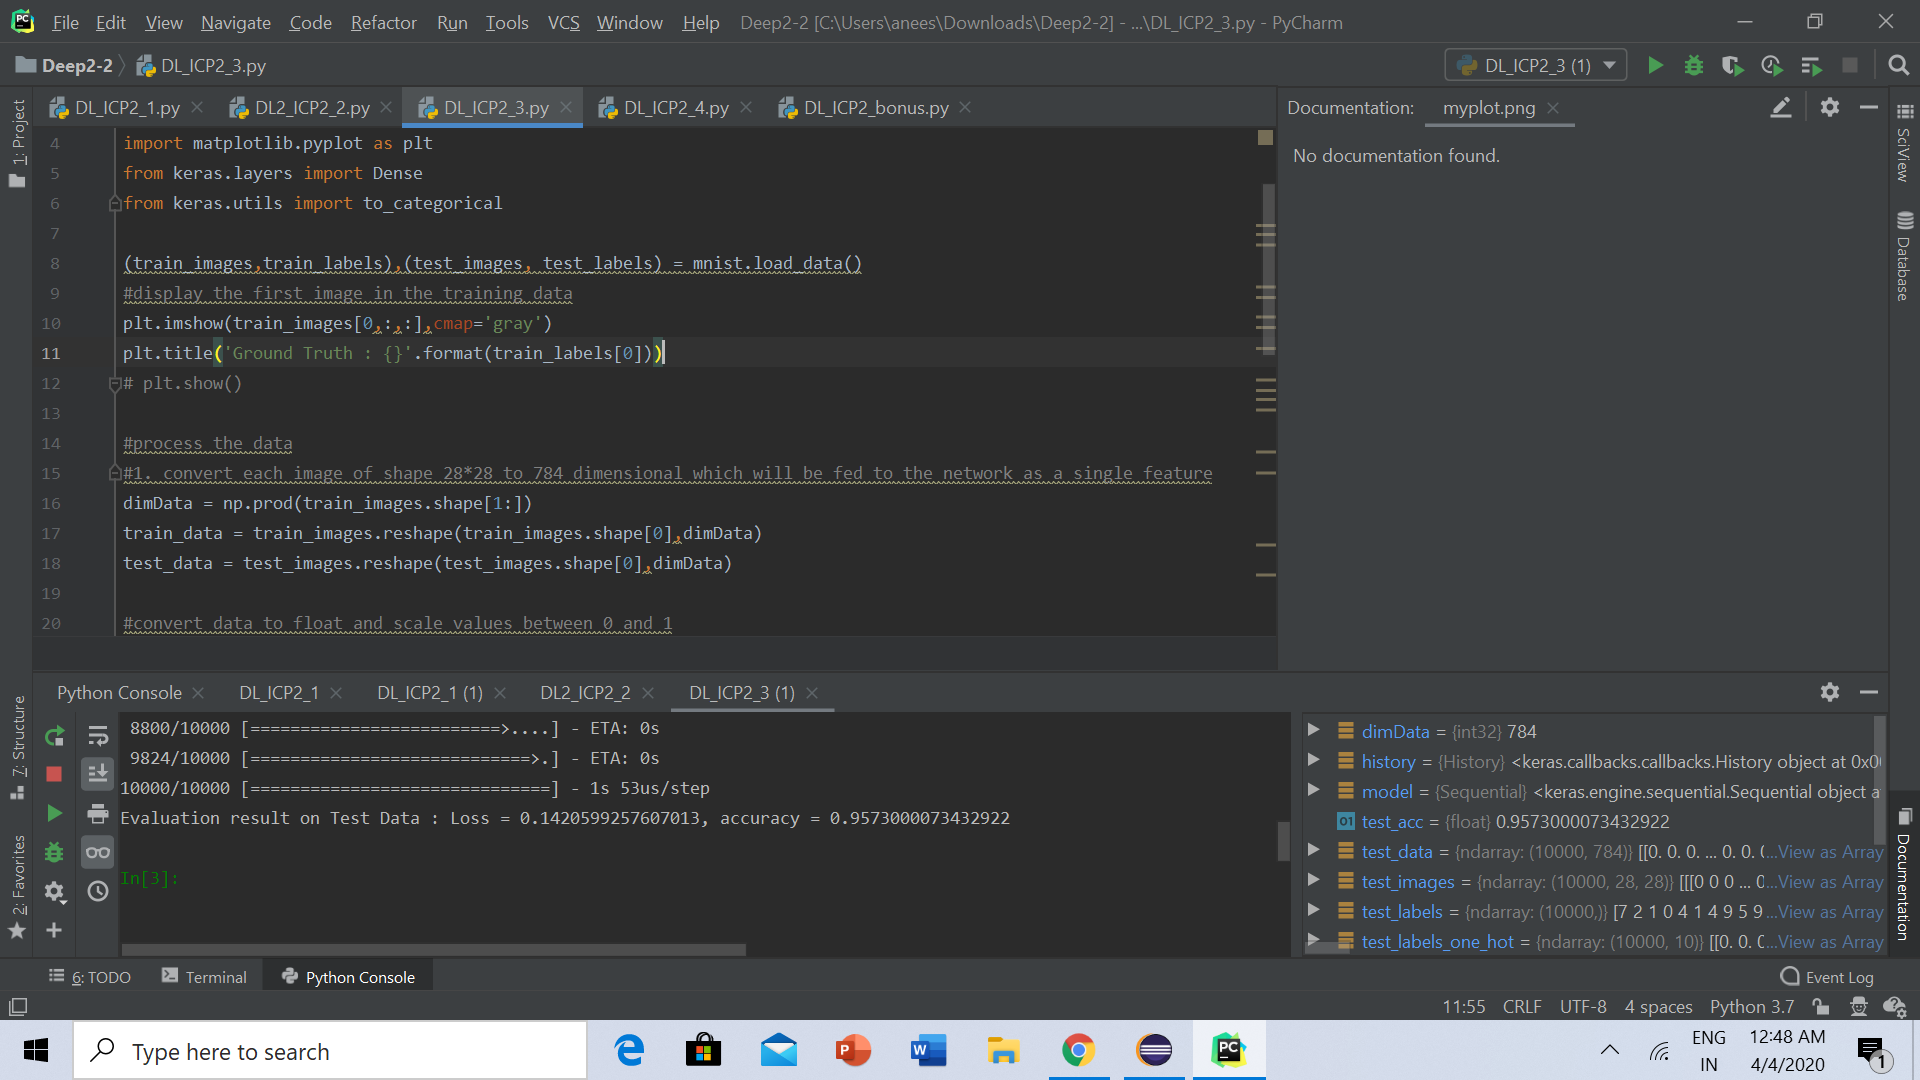 File Edit View Navigate Code Refactor Run Tools VCS Window Help Deep2-2 [C:\Users\anees\Downloads\Deep2-2] - ...\DL_ICP2_3.py - PyCharm
Deep2-2 DL_ICP2_3.py DL_ICP2_3 (1)
DL_ICP2_1.py DL2_ICP2_2.py DL_ICP2_3.py DL_ICP2_4.py DL_ICP2_bonus.py
Documentation: myplot.png
No documentation found.
1: Project
7: Structure
2: Favorites
SciView
Database
Documentation
4 import matplotlib.pyplot as plt
5 from keras.layers import Dense
6 from keras.utils import to_categorical
7
8 (train_images,train_labels),(test_images, test_labels) = mnist.load_data()
9 #display the first image in the training data
10 plt.imshow(train_images[0,:,:],cmap='gray')
11 plt.title('Ground Truth : {}'.format(train_labels[0]))
12 # plt.show()
13
14 #process the data
15 #1. convert each image of shape 28*28 to 784 dimensional which will be fed to the network as a single feature
16 dimData = np.prod(train_images.shape[1:])
17 train_data = train_images.reshape(train_images.shape[0],dimData)
18 test_data = test_images.reshape(test_images.shape[0],dimData)
19
20 #convert data to float and scale values between 0 and 1
Python Console DL_ICP2_1 DL_ICP2_1 (1) DL2_ICP2_2 DL_ICP2_3 (1)
8800/10000 [=========================>....] - ETA: 0s
9824/10000 [============================>.] - ETA: 0s
10000/10000 [==============================] - 1s 53us/step
Evaluation result on Test Data : Loss = 0.1420599257607013, accuracy = 0.9573000073432922
In[3]:
dimData = {int32} 784
history = {History} <keras.callbacks.callbacks.History object at 0x0
model = {Sequential} <keras.engine.sequential.Sequential object a
01 test_acc = {float} 0.9573000073432922
test_data = {ndarray: (10000, 784)} [[0. 0. 0. ... 0. 0. ...View as Array
test_images = {ndarray: (10000, 28, 28)} [[[0 0 0 ... 0 ...View as Array
test_labels = {ndarray: (10000,)} [7 2 1 0 4 1 4 9 5 9 ...View as Array
test_labels_one_hot = {ndarray: (10000, 10)} [[0. 0. ...View as Array
6: TODO Terminal Python Console Event Log
11:55 CRLF UTF-8 4 spaces Python 3.7
Type here to search
ENG
IN
12:48 AM
4/4/2020
1